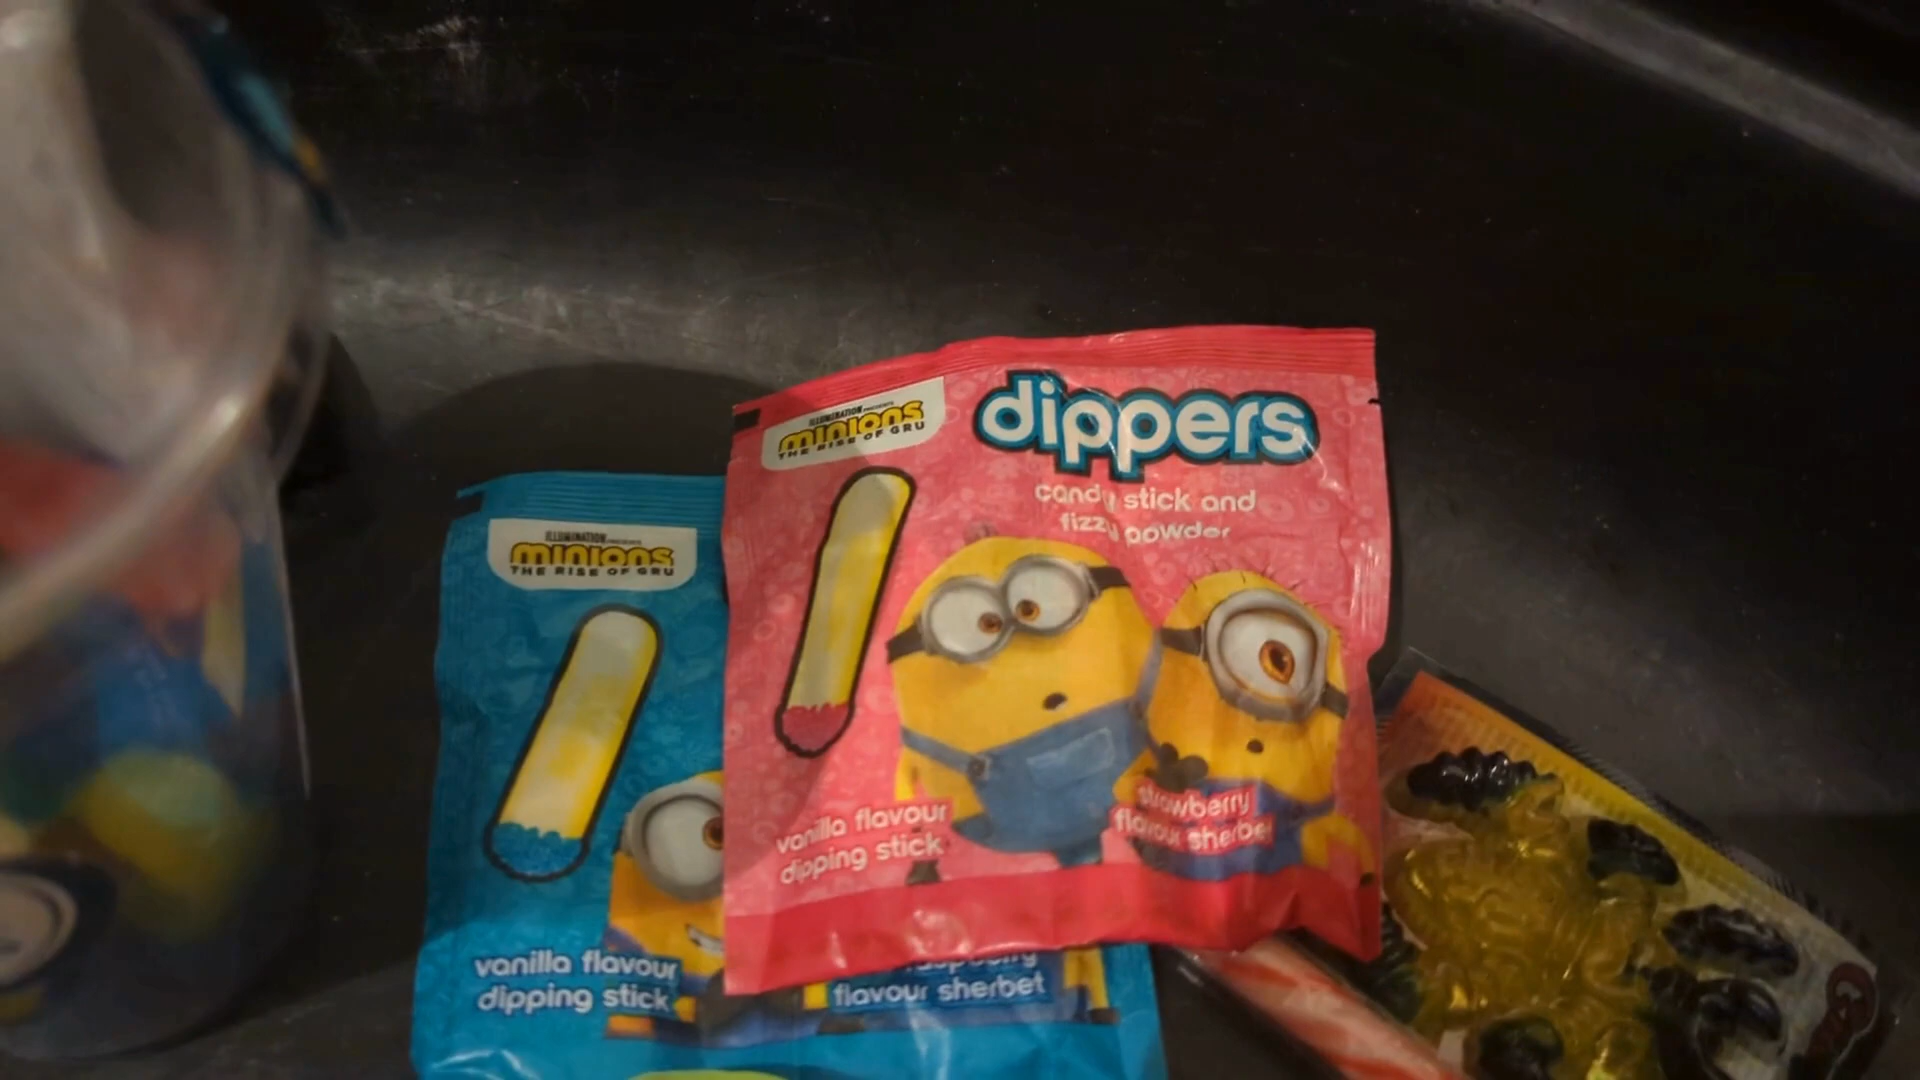 ILLUMINATION PRESENTS
minions
THE RISE OF GRU
dippers
candy stick and
fizzy powder
vanilla flavour
dipping stick
strawberry
flavour sherbet
ILLUMINATION PRESENTS
minions
THE RISE OF GRU
vanilla flavour
dipping stick
raspberry
flavour sherbet